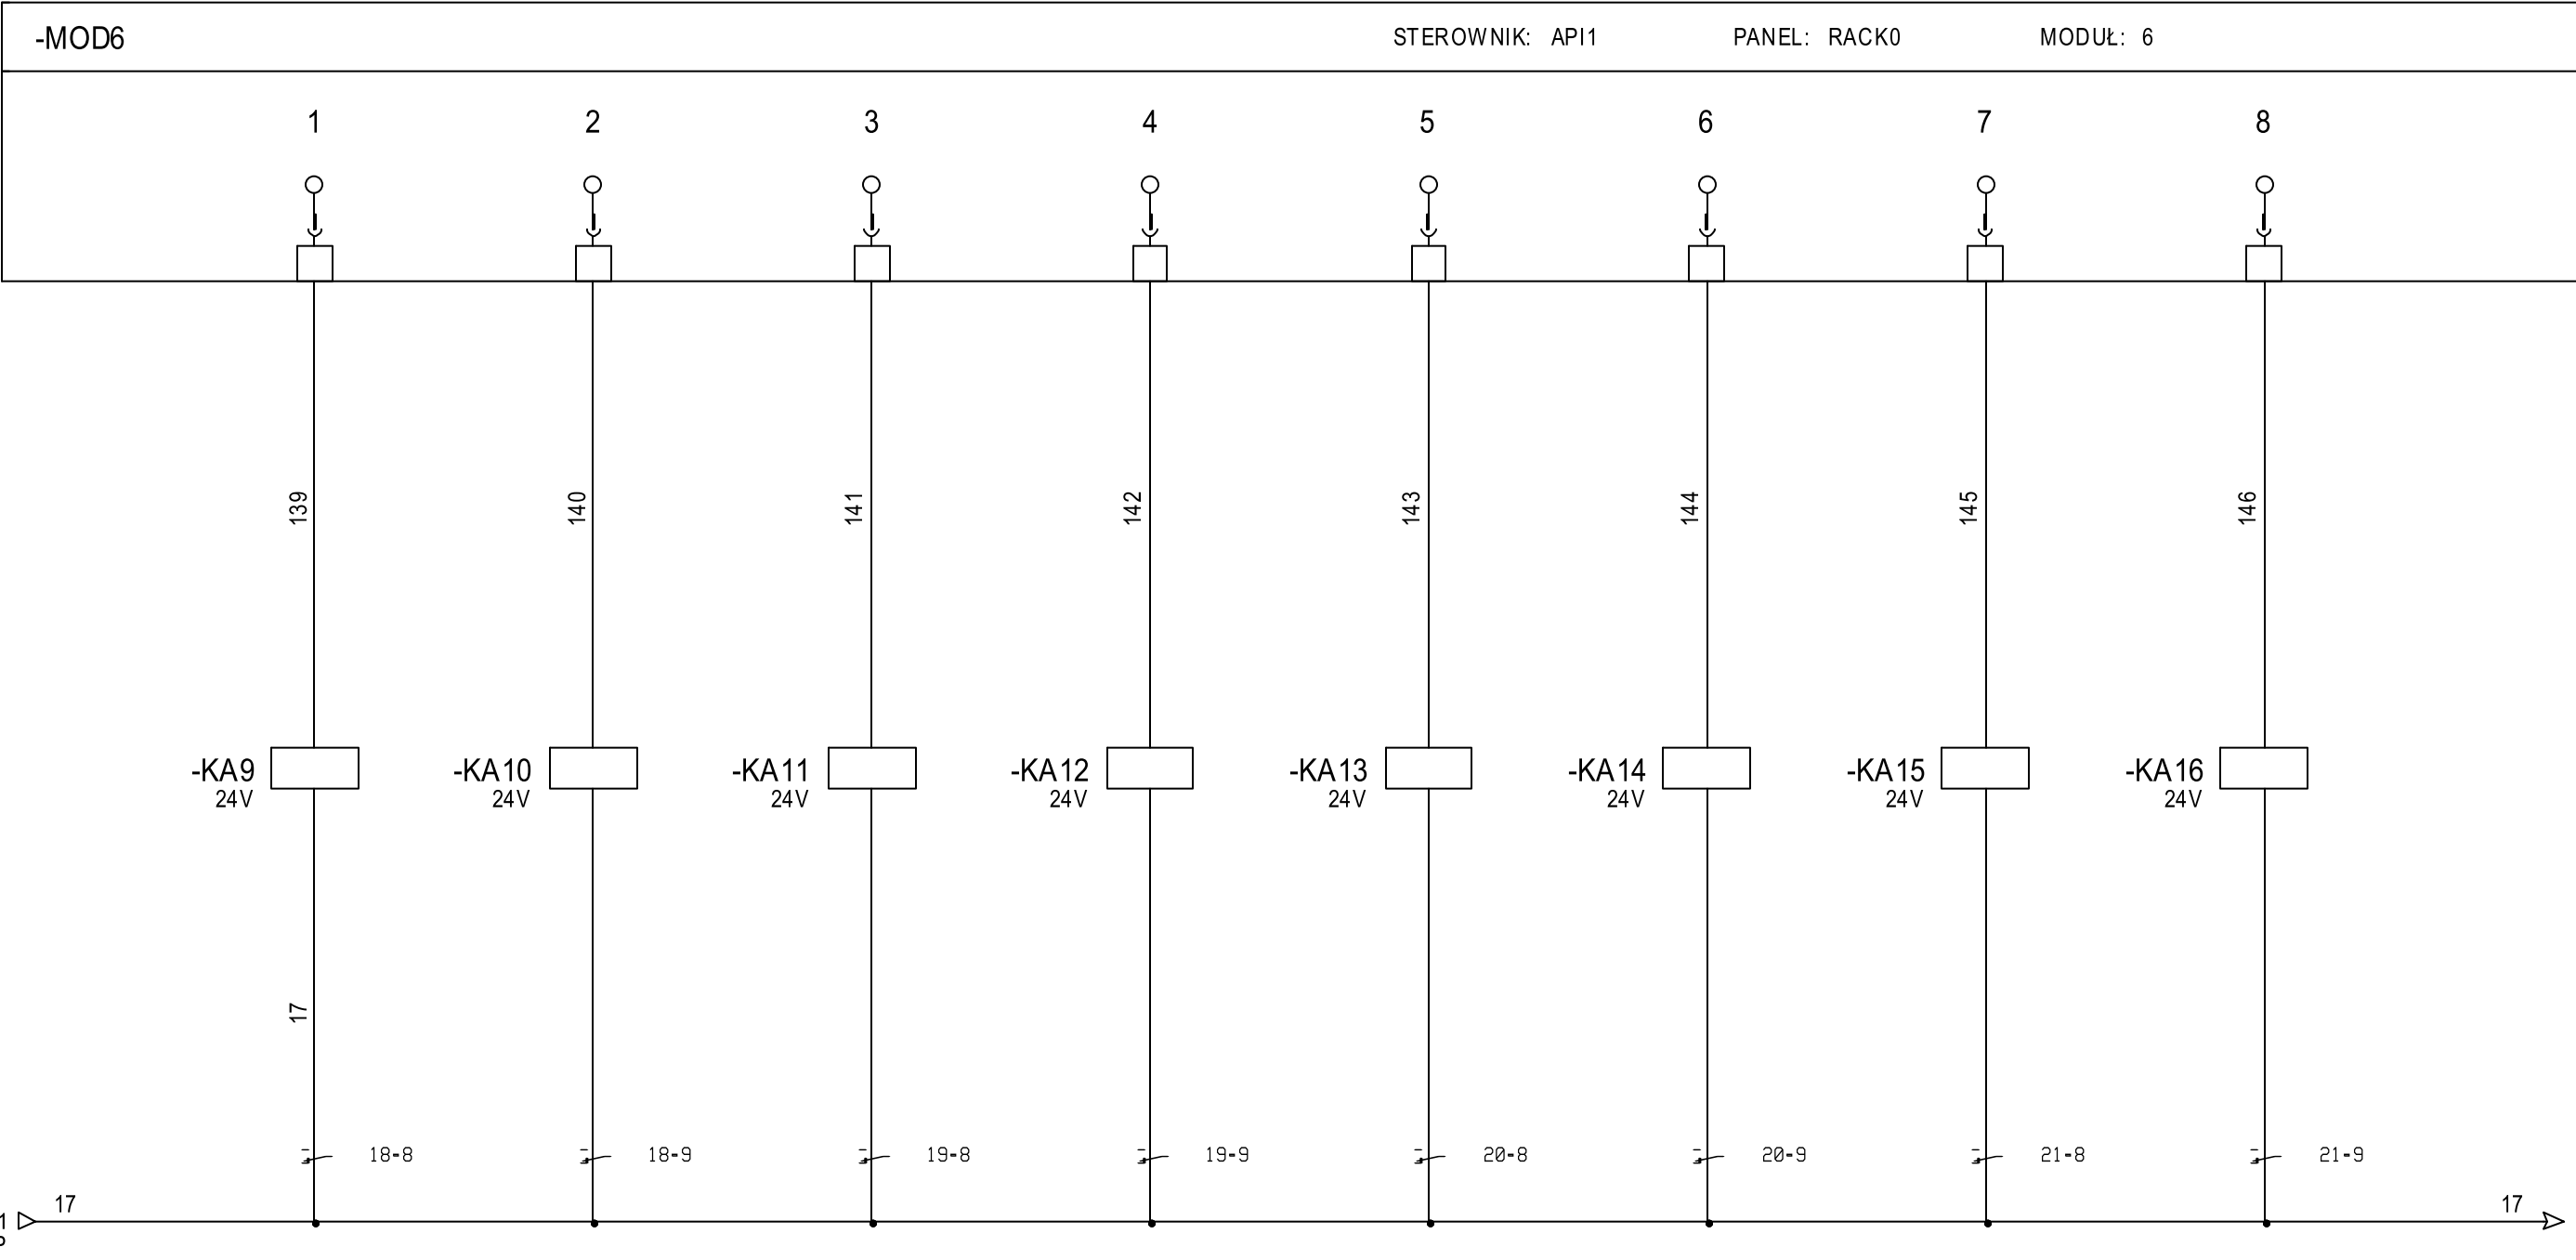 -MOD6 STEROWNIK: API1 PANEL: RACK0 MODUŁ: 6
1 2 3 4 5 6 7 8
139 140 141 142 143 144 145 146
-KA9 -KA10 -KA11 -KA12 -KA13 -KA14 -KA15 -KA16
24V 24V 24V 24V 24V 24V 24V 24V
17
18-8 18-9 19-8 19-9 20-8 20-9 21-8 21-9
17 17